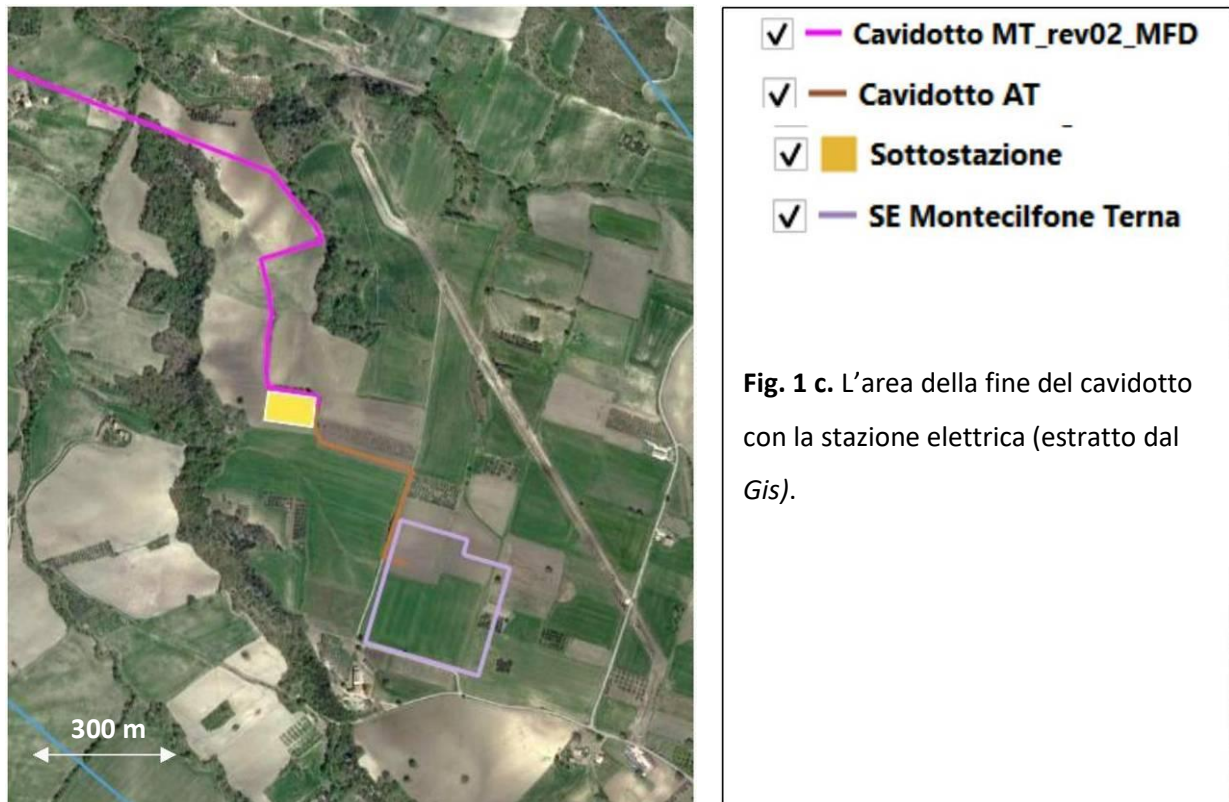 Cavidotto MT_rev02_MFD
Cavidotto AT
Sottostazione
SE Montecilfone Terna
Fig. 1 c. L’area della fine del cavidotto
con la stazione elettrica (estratto dal
Gis).
300 m